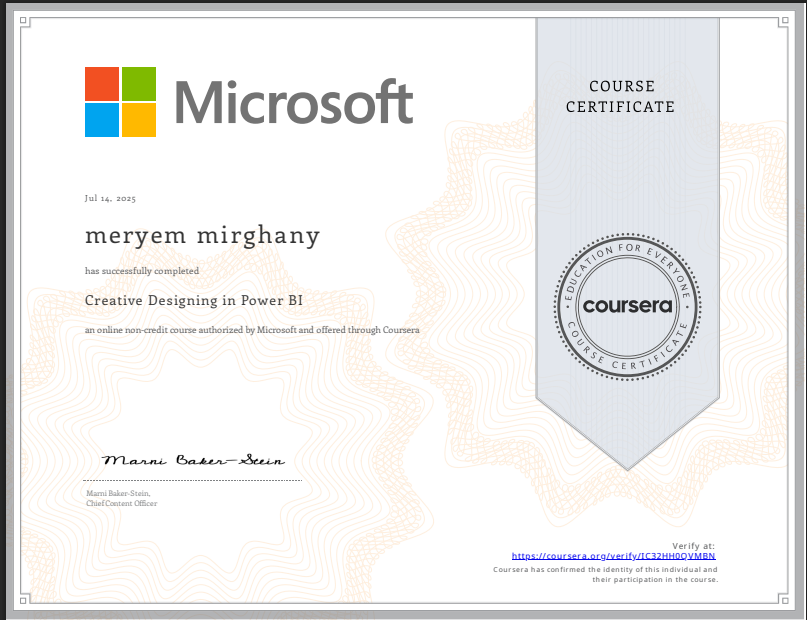 Microsoft
COURSE
CERTIFICATE
Jul 14, 2025
meryem mirghany
has successfully completed
Creative Designing in Power BI
an online non-credit course authorized by Microsoft and offered through Coursera
EDUCATION FOR EVERYONE
coursera
COURSE CERTIFICATE
Marni Baker-Stein
Marni Baker-Stein,
Chief Content Officer
Verify at:
https://coursera.org/verify/IC32HH0QVMBN
Coursera has confirmed the identity of this individual and
their participation in the course.